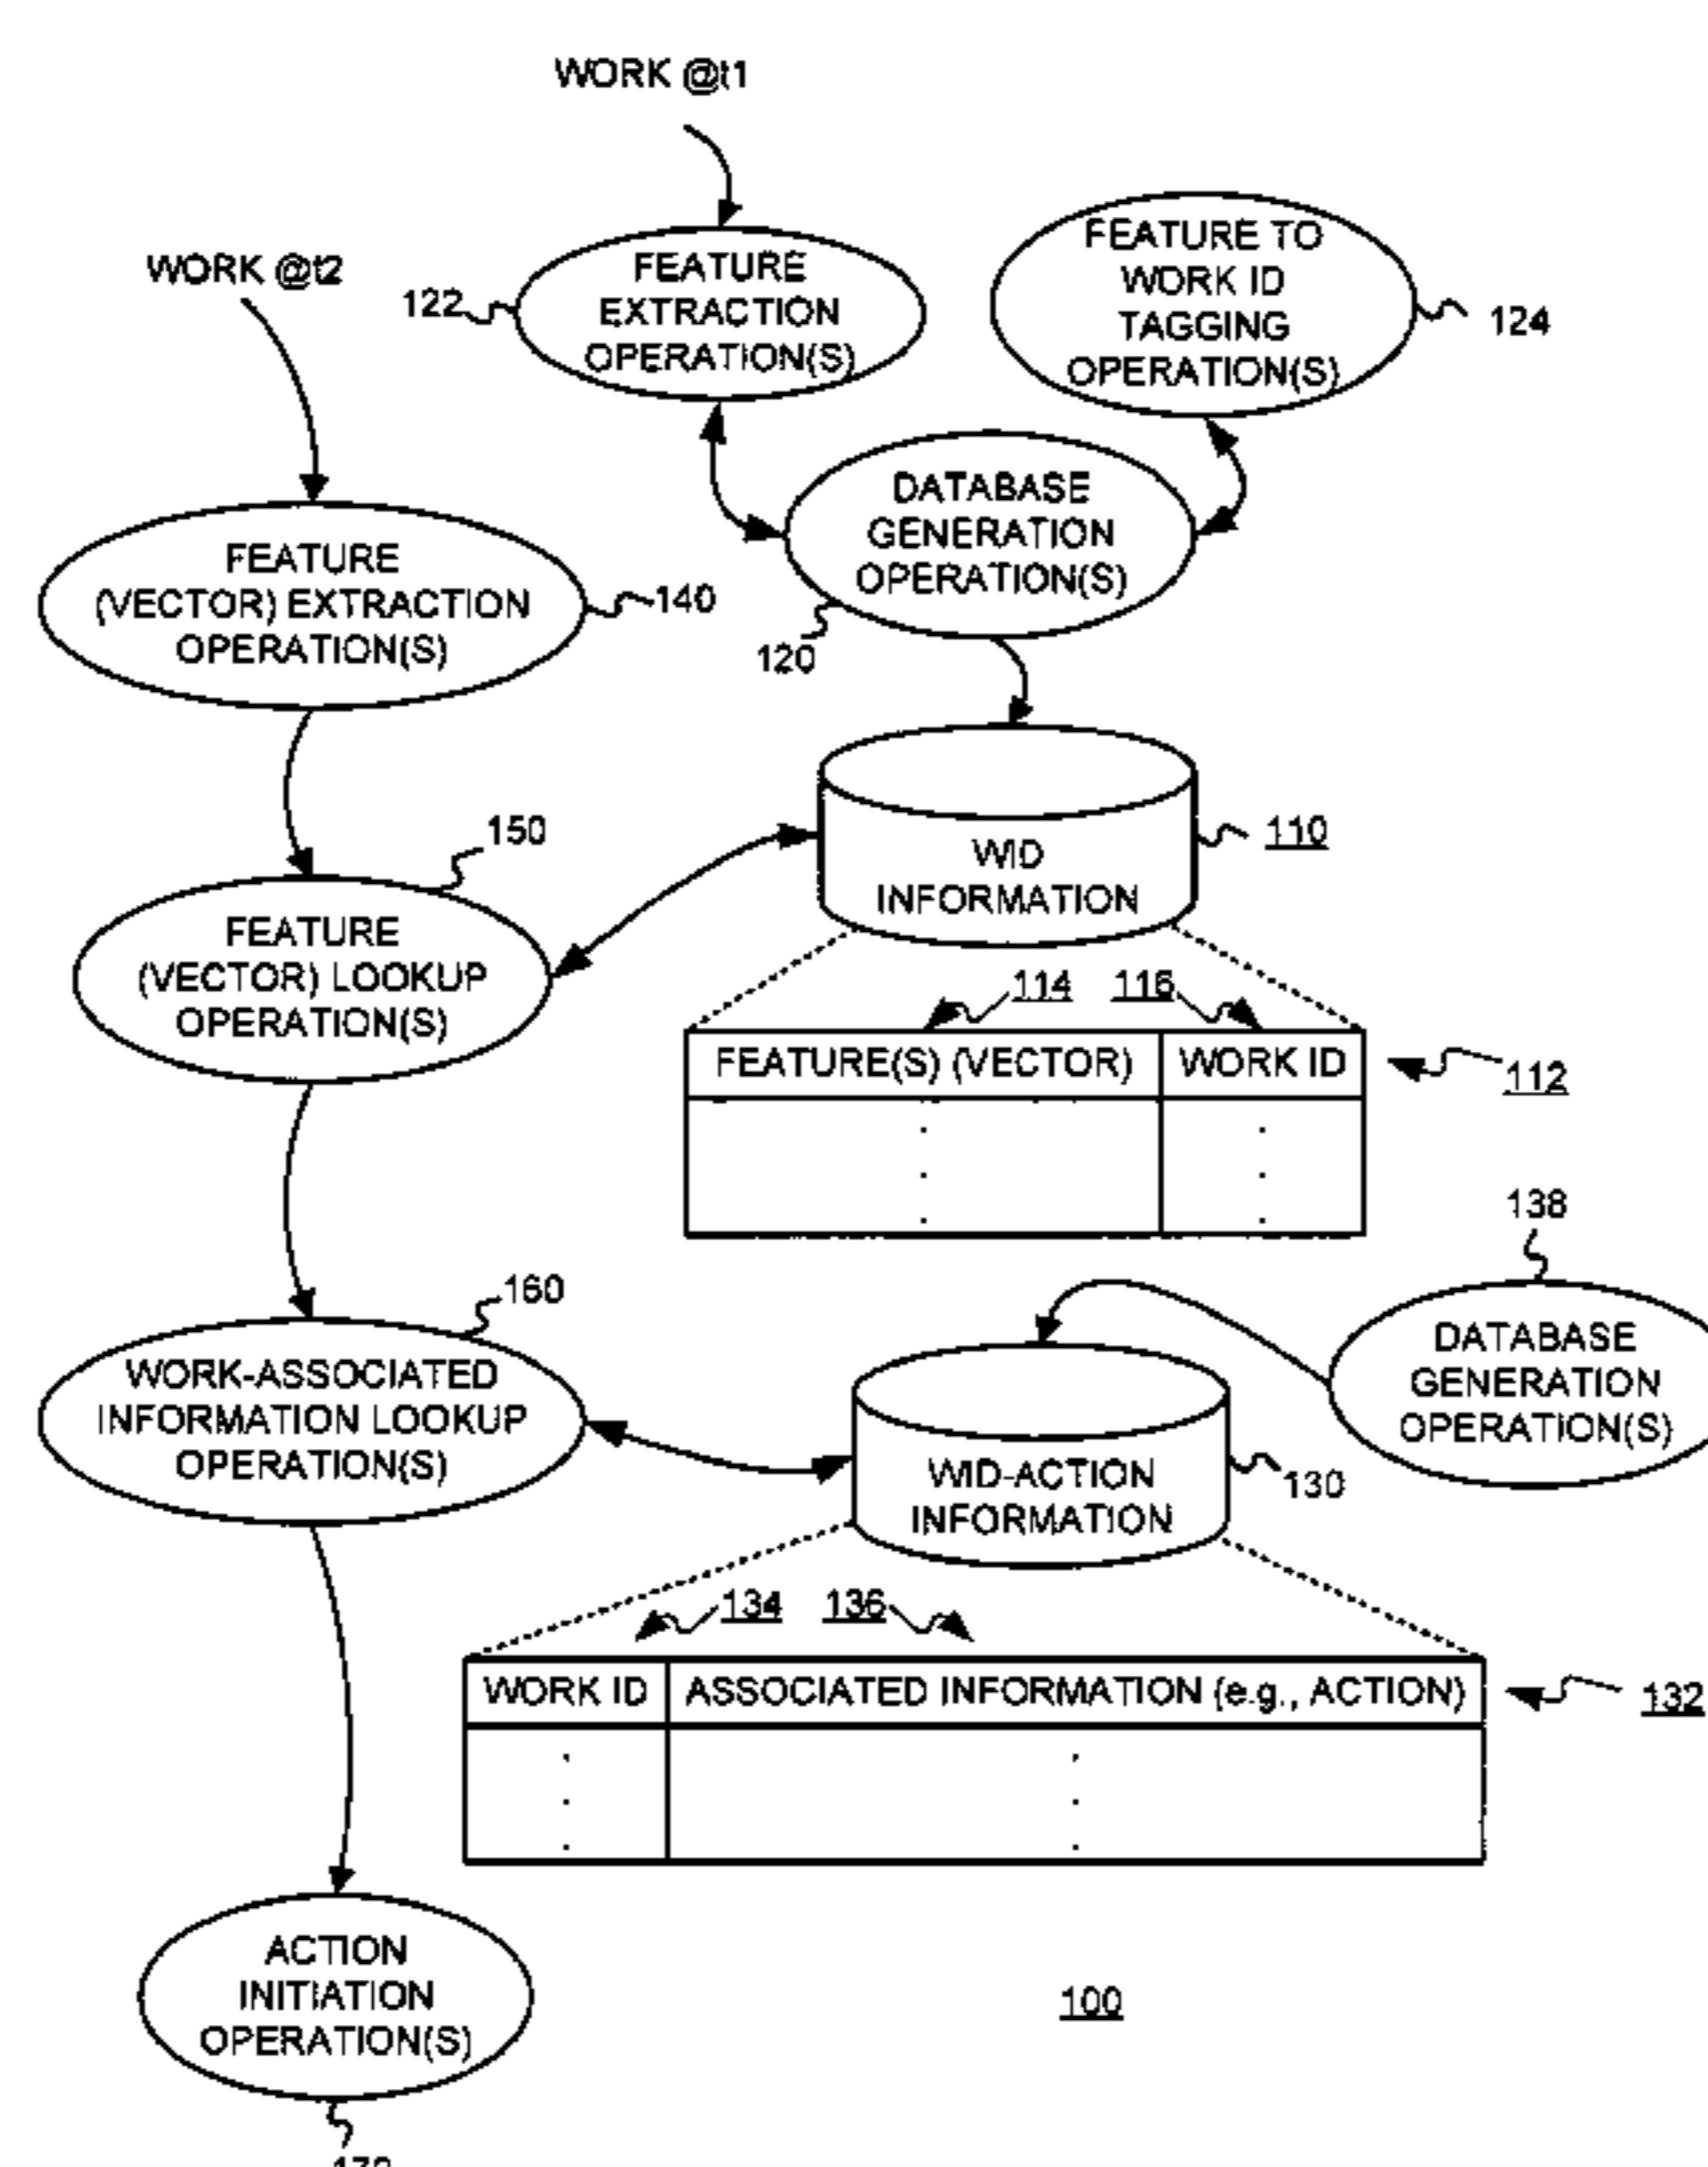 WORK @t1
WORK @t2
122
FEATURE
EXTRACTION
OPERATION(S)
FEATURE TO
WORK ID
TAGGING
OPERATION(S)
124
DATABASE
GENERATION
OPERATION(S)
120
FEATURE
(VECTOR) EXTRACTION
OPERATION(S)
140
150
WID
INFORMATION
110
FEATURE
(VECTOR) LOOKUP
OPERATION(S)
114 116
FEATURE(S) (VECTOR) WORK ID
112
138
160
DATABASE
GENERATION
OPERATION(S)
WORK-ASSOCIATED
INFORMATION LOOKUP
OPERATION(S)
WID-ACTION
INFORMATION
130
134 136
WORK ID ASSOCIATED INFORMATION (e.g., ACTION)
132
ACTION
INITIATION
OPERATION(S)
100